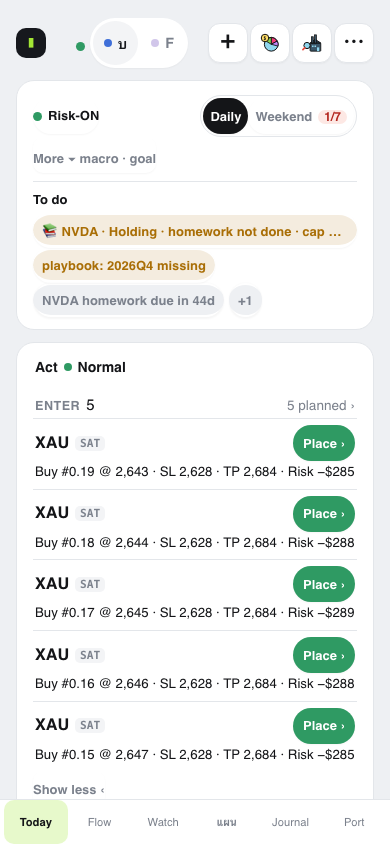 บ F + ...
Risk-ON Daily Weekend 1/7
More macro · goal
To do
NVDA · Holding · homework not done · cap ...
playbook: 2026Q4 missing
NVDA homework due in 44d +1
Act Normal
ENTER 5 5 planned ›
XAU SAT Place ›
Buy #0.19 @ 2,643 · SL 2,628 · TP 2,684 · Risk −$285
XAU SAT Place ›
Buy #0.18 @ 2,644 · SL 2,628 · TP 2,684 · Risk −$288
XAU SAT Place ›
Buy #0.17 @ 2,645 · SL 2,628 · TP 2,684 · Risk −$289
XAU SAT Place ›
Buy #0.16 @ 2,646 · SL 2,628 · TP 2,684 · Risk −$288
XAU SAT Place ›
Buy #0.15 @ 2,647 · SL 2,628 · TP 2,684 · Risk −$285
Show less ‹
Today Flow Watch แผน Journal Port